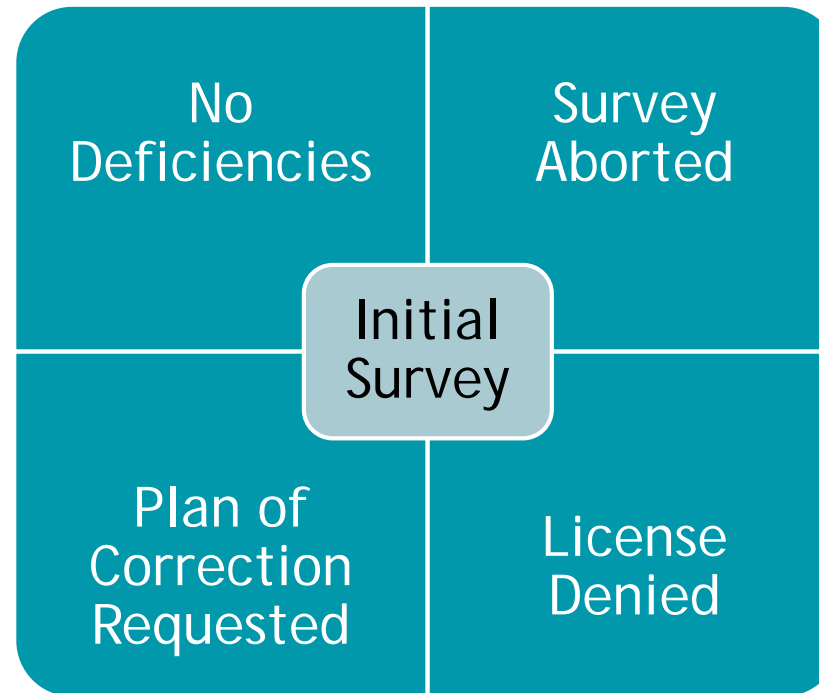 No
Deficiencies
Survey
Aborted
Initial
Survey
Plan of
Correction
Requested
License
Denied